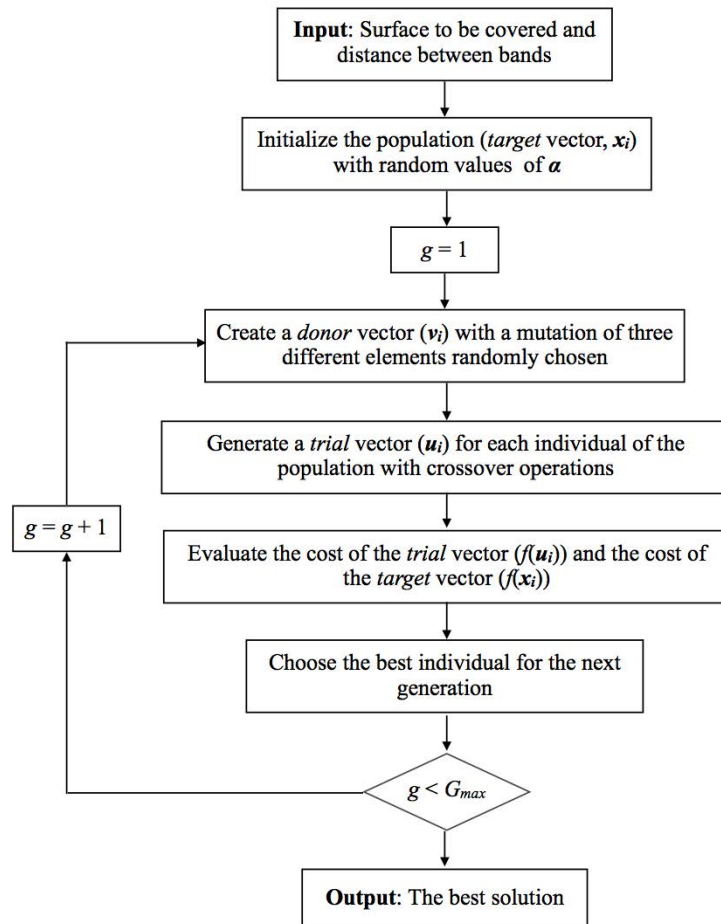 Input: Surface to be covered and
distance between bands
Initialize the population (target vector, xi)
with random values of α
g = 1
Create a donor vector (vi) with a mutation of three
different elements randomly chosen
Generate a trial vector (ui) for each individual of the
population with crossover operations
g = g + 1
Evaluate the cost of the trial vector (f(ui)) and the cost of
the target vector (f(xi))
Choose the best individual for the next
generation
g < Gmax
Output: The best solution